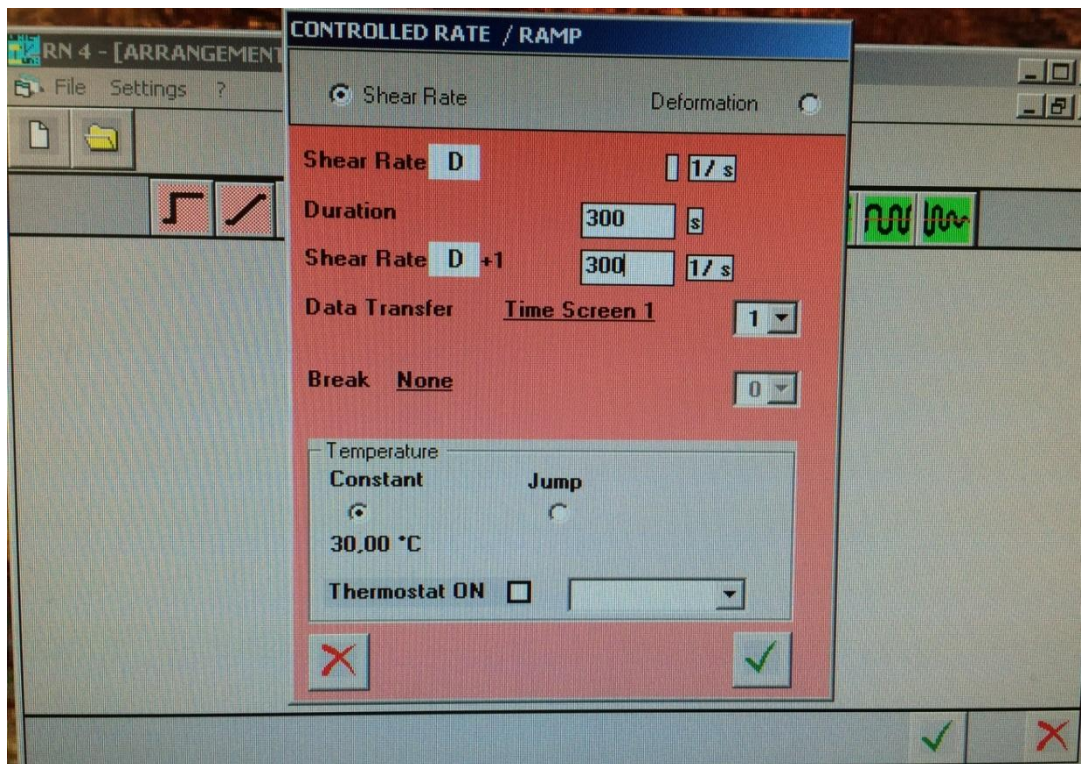 CONTROLLED RATE / RAMP
RN 4 - [ARRANGEMENT
File Settings ?
Shear Rate Deformation
Shear Rate D 1/ s
Duration 300 s
Shear Rate D +1 300 1/ s
Data Transfer Time Screen 1 1
Break None 0
Temperature
Constant Jump
30,00 °C
Thermostat ON